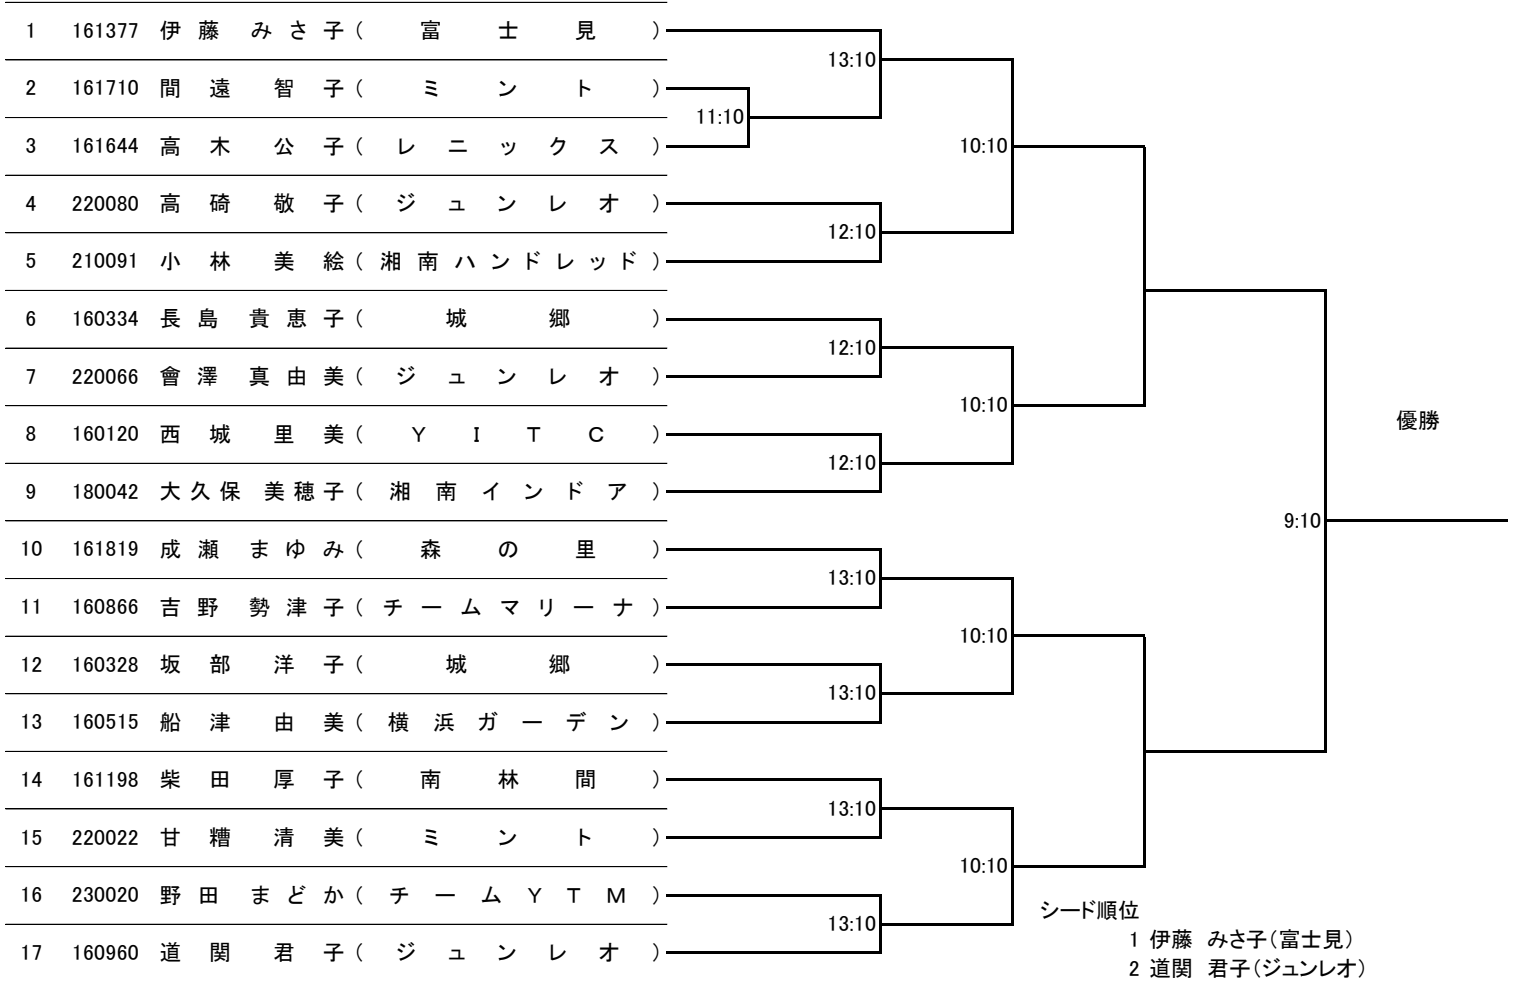 1 161377 伊藤 みさ子(富士見)
13:10
2 161710 間遠 智子(ミント)
11:10
3 161644 高木 公子(レニックス)
10:10
4 220080 高碕 敬子(ジュンレオ)
12:10
5 210091 小林 美絵(湘南ハンドレッド)
6 160334 長島 貴恵子(城郷)
12:10
7 220066 會澤 真由美(ジュンレオ)
10:10
優勝
8 160120 西城 里美(YITC)
12:10
9 180042 大久保 美穂子(湘南インドア)
9:10
10 161819 成瀬 まゆみ(森の里)
13:10
11 160866 吉野 勢津子(チームマリーナ)
10:10
12 160328 坂部 洋子(城郷)
13:10
13 160515 船津 由美(横浜ガーデン)
14 161198 柴田 厚子(南林間)
13:10
15 220022 甘糟 清美(ミント)
10:10
16 230020 野田 まどか(チームYTM)
13:10
17 160960 道関 君子(ジュンレオ)
シード順位
1 伊藤 みさ子(富士見)
2 道関 君子(ジュンレオ)